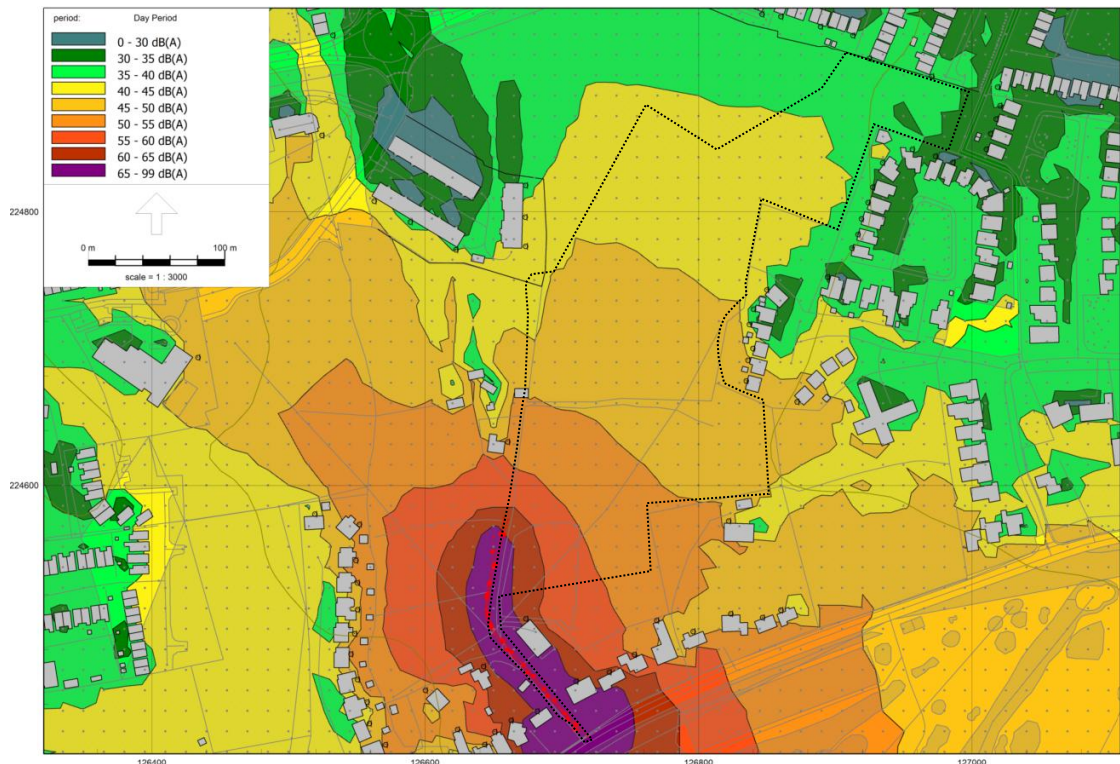 period: Day Period
0 - 30 dB(A)
30 - 35 dB(A)
35 - 40 dB(A)
40 - 45 dB(A)
45 - 50 dB(A)
50 - 55 dB(A)
55 - 60 dB(A)
60 - 65 dB(A)
65 - 99 dB(A)
224800
0 m 100 m
scale = 1 : 3000
224600
126400 126600 126800 127000